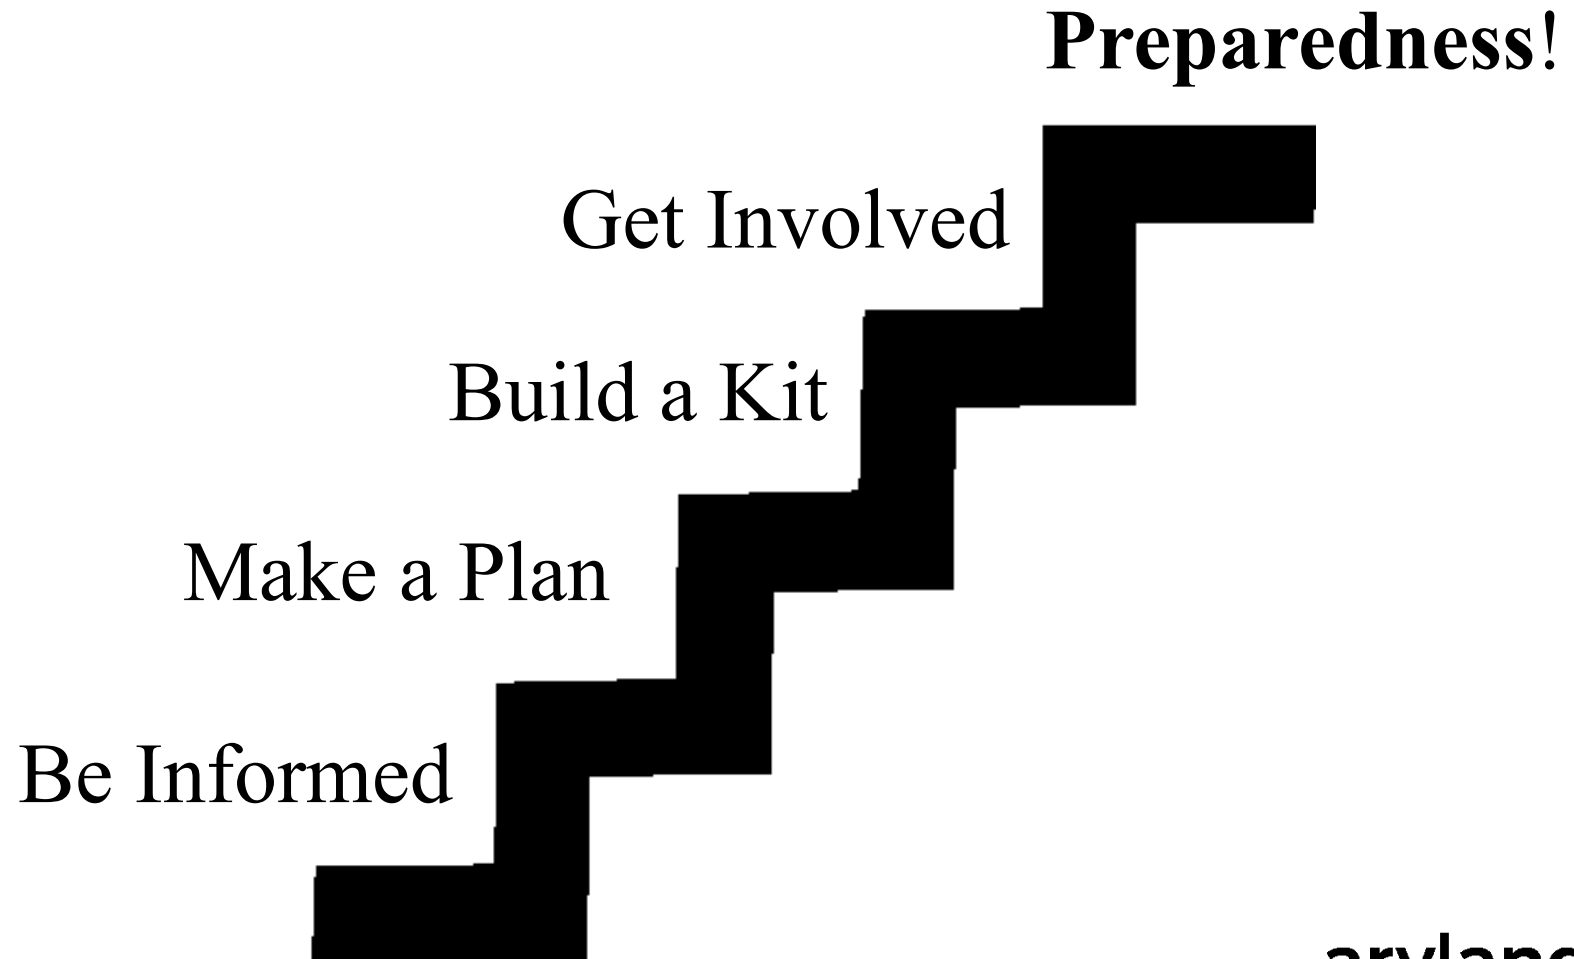 Preparedness!
Get Involved
Build a Kit
Make a Plan
Be Informed